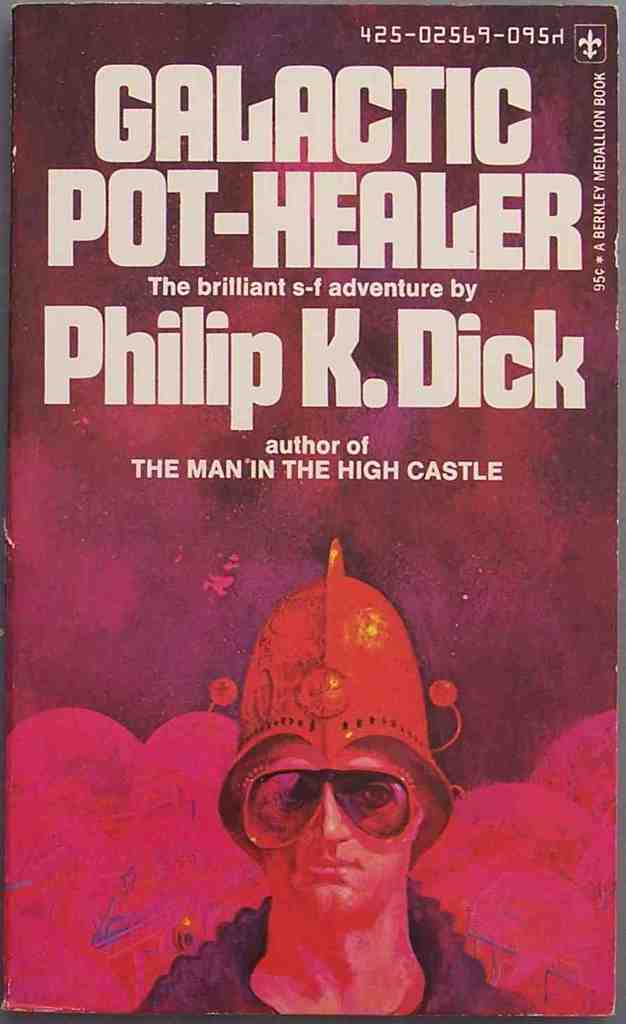 425-02569-095H
GALACTIC
POT-HEALER
The brilliant s-f adventure by
Philip K. Dick
author of
THE MAN IN THE HIGH CASTLE
95¢ * A BERKLEY MEDALLION BOOK